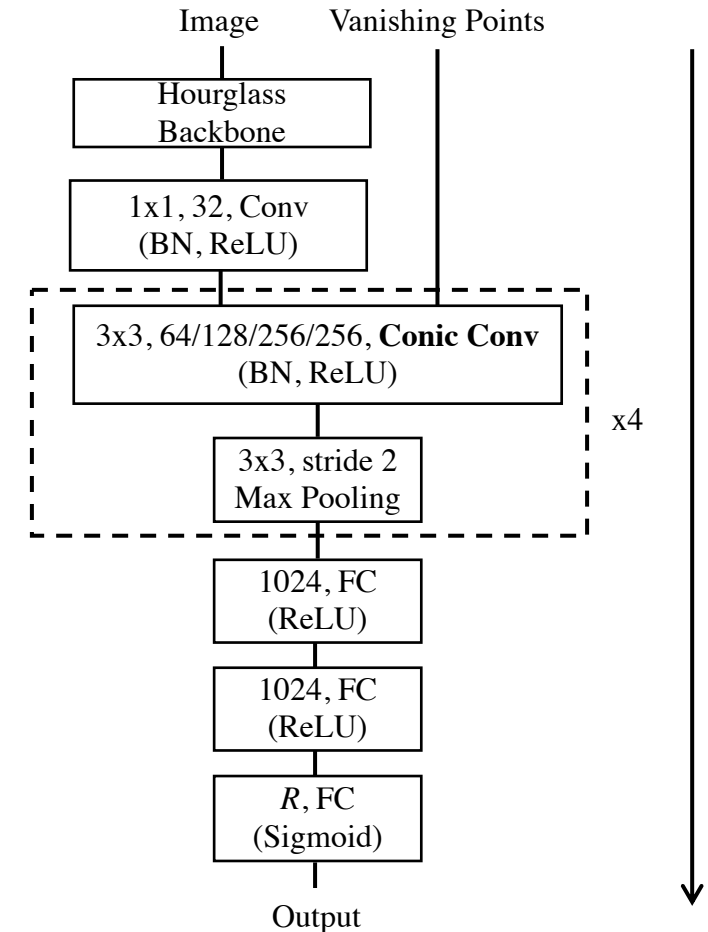 Image
Vanishing Points
Hourglass
Backbone
1x1, 32, Conv
(BN, ReLU)
3x3, 64/128/256/256, Conic Conv
(BN, ReLU)
x4
3x3, stride 2
Max Pooling
1024, FC
(ReLU)
1024, FC
(ReLU)
R, FC
(Sigmoid)
Output